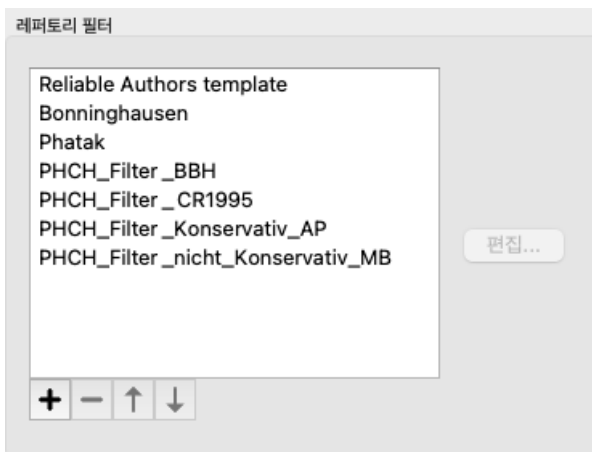 레퍼토리 필터
Reliable Authors template
Bonninghausen
Phatak
PHCH_Filter_BBH
PHCH_Filter_CR1995
PHCH_Filter_Konservativ_AP
PHCH_Filter_nicht_Konservativ_MB
편집...